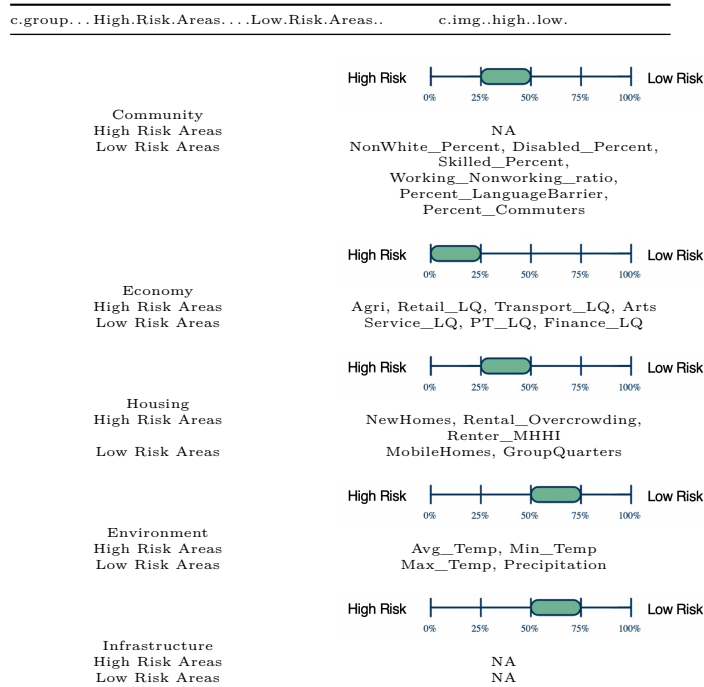 c.group...High.Risk.Areas....Low.Risk.Areas.. c.img..high..low.
High Risk Low Risk
0% 25% 50% 75% 100%
Community
High Risk Areas NA
Low Risk Areas NonWhite_Percent, Disabled_Percent,
Skilled_Percent,
Working_Nonworking_ratio,
Percent_LanguageBarrier,
Percent_Commuters
High Risk Low Risk
0% 25% 50% 75% 100%
Economy
High Risk Areas Agri, Retail_LQ, Transport_LQ, Arts
Low Risk Areas Service_LQ, PT_LQ, Finance_LQ
High Risk Low Risk
0% 25% 50% 75% 100%
Housing
High Risk Areas NewHomes, Rental_Overcrowding,
Renter_MHHI
Low Risk Areas MobileHomes, GroupQuarters
High Risk Low Risk
0% 25% 50% 75% 100%
Environment
High Risk Areas Avg_Temp, Min_Temp
Low Risk Areas Max_Temp, Precipitation
High Risk Low Risk
0% 25% 50% 75% 100%
Infrastructure
High Risk Areas NA
Low Risk Areas NA